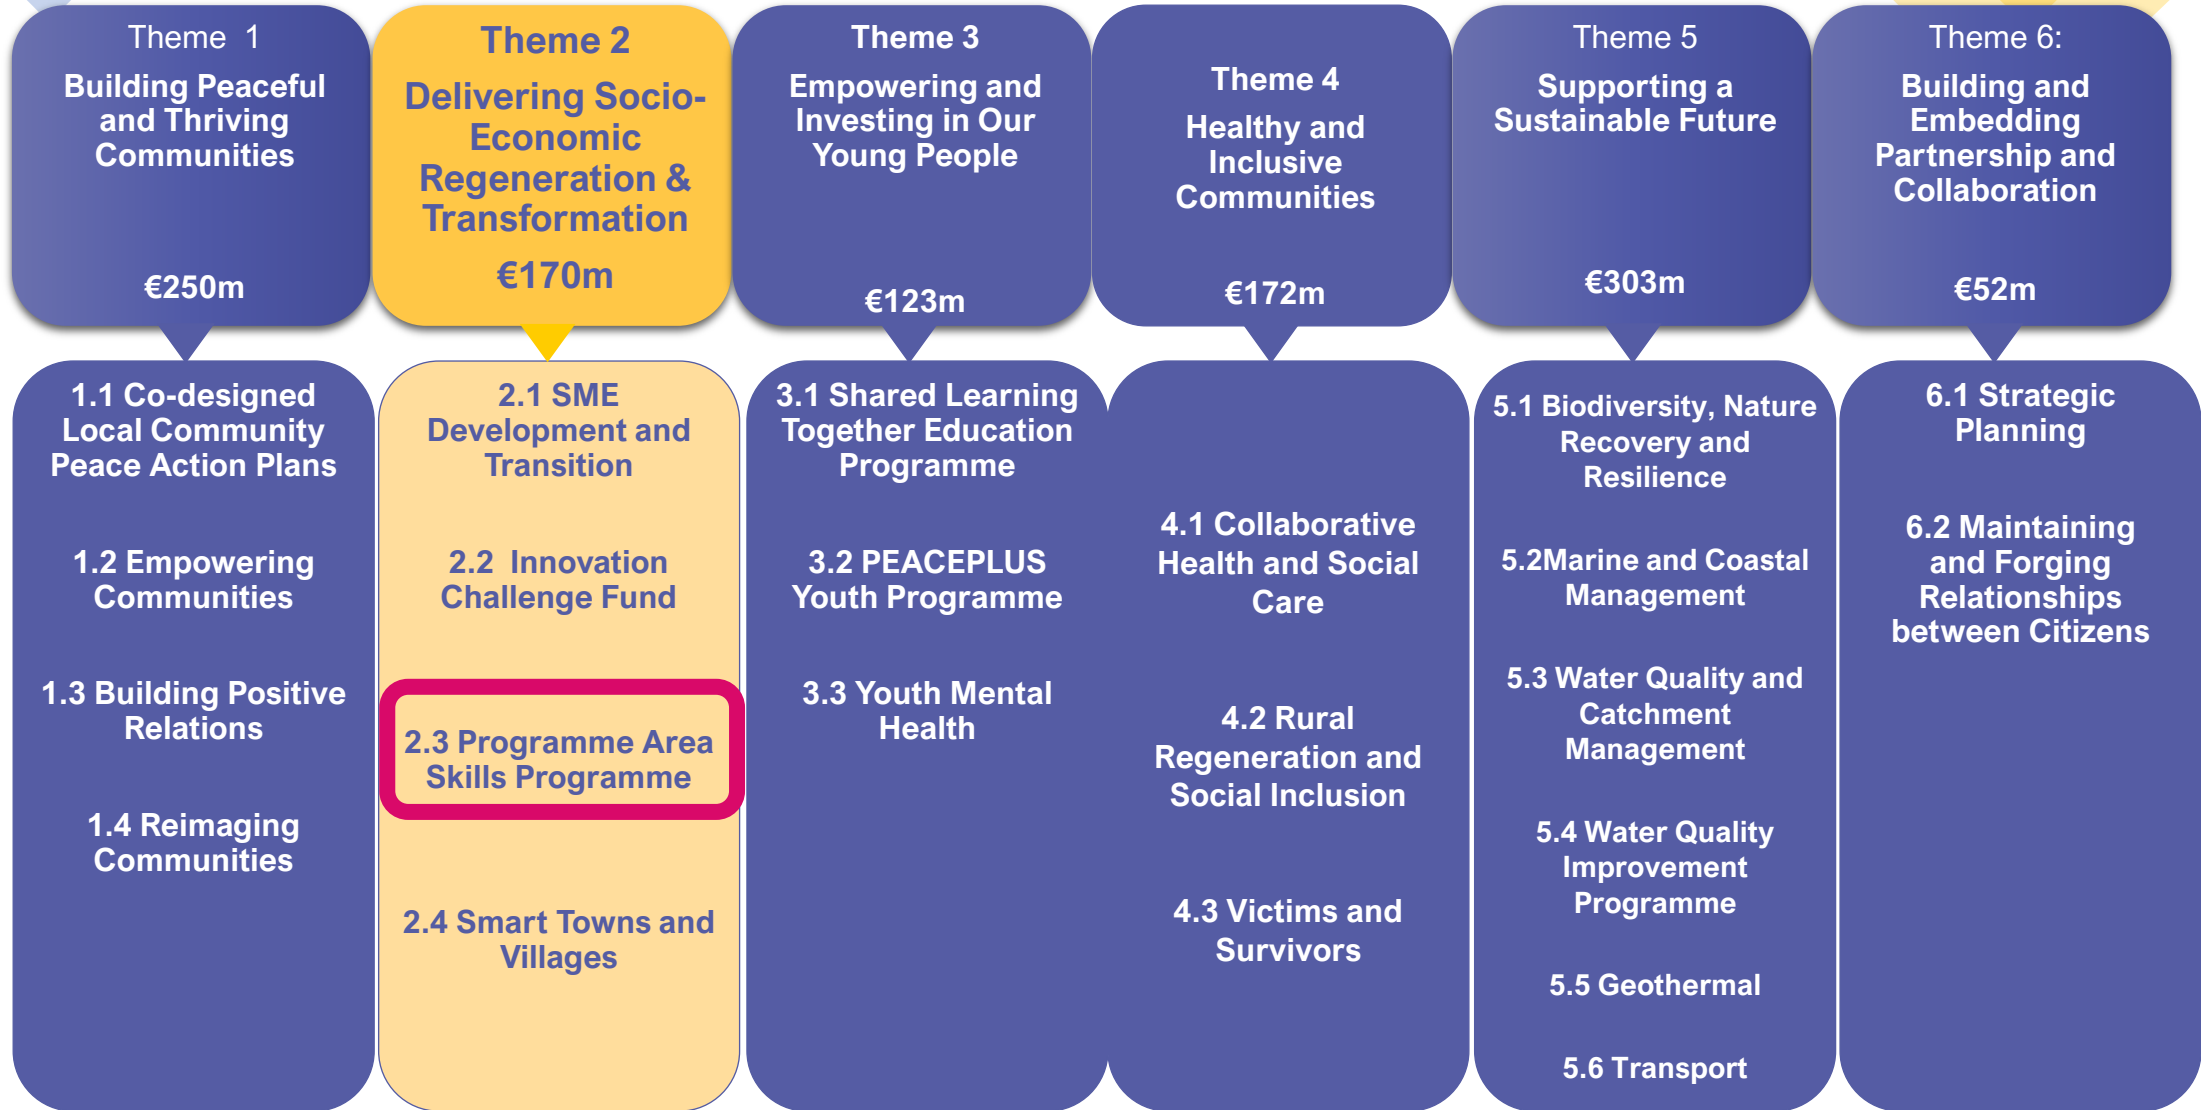 Theme 1
Building Peaceful
and Thriving
Communities
€250m
Theme 2
Delivering Socio-
Economic
Regeneration &
Transformation
€170m
Theme 3
Empowering and
Investing in Our
Young People
€123m
Theme 4
Healthy and
Inclusive
Communities
€172m
Theme 5
Supporting a
Sustainable Future
€303m
Theme 6:
Building and
Embedding
Partnership and
Collaboration
€52m
1.1 Co-designed
Local Community
Peace Action Plans
1.2 Empowering
Communities
1.3 Building Positive
Relations
1.4 Reimaging
Communities
2.1 SME
Development and
Transition
2.2 Innovation
Challenge Fund
2.3 Programme Area
Skills Programme
2.4 Smart Towns and
Villages
3.1 Shared Learning
Together Education
Programme
3.2 PEACEPLUS
Youth Programme
3.3 Youth Mental
Health
4.1 Collaborative
Health and Social
Care
4.2 Rural
Regeneration and
Social Inclusion
4.3 Victims and
Survivors
5.1 Biodiversity, Nature
Recovery and
Resilience
5.2Marine and Coastal
Management
5.3 Water Quality and
Catchment
Management
5.4 Water Quality
Improvement
Programme
5.5 Geothermal
5.6 Transport
6.1 Strategic
Planning
6.2 Maintaining
and Forging
Relationships
between Citizens